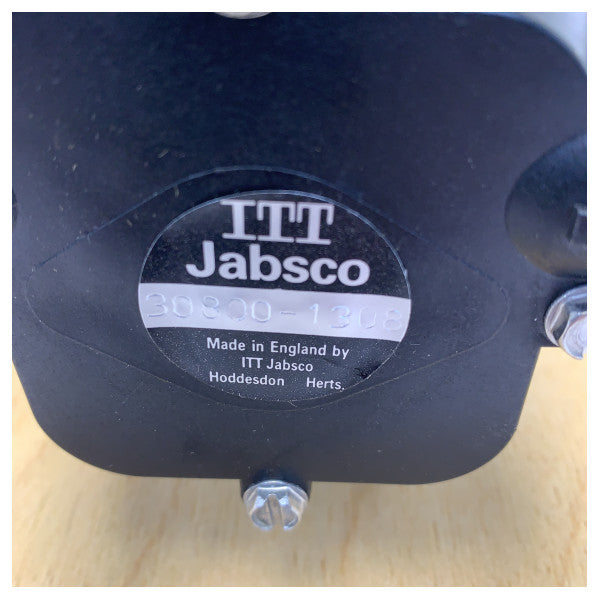 ITT
Jabsco
30800-1308
Made in England by
ITT Jabsco
Hoddesdon Herts.